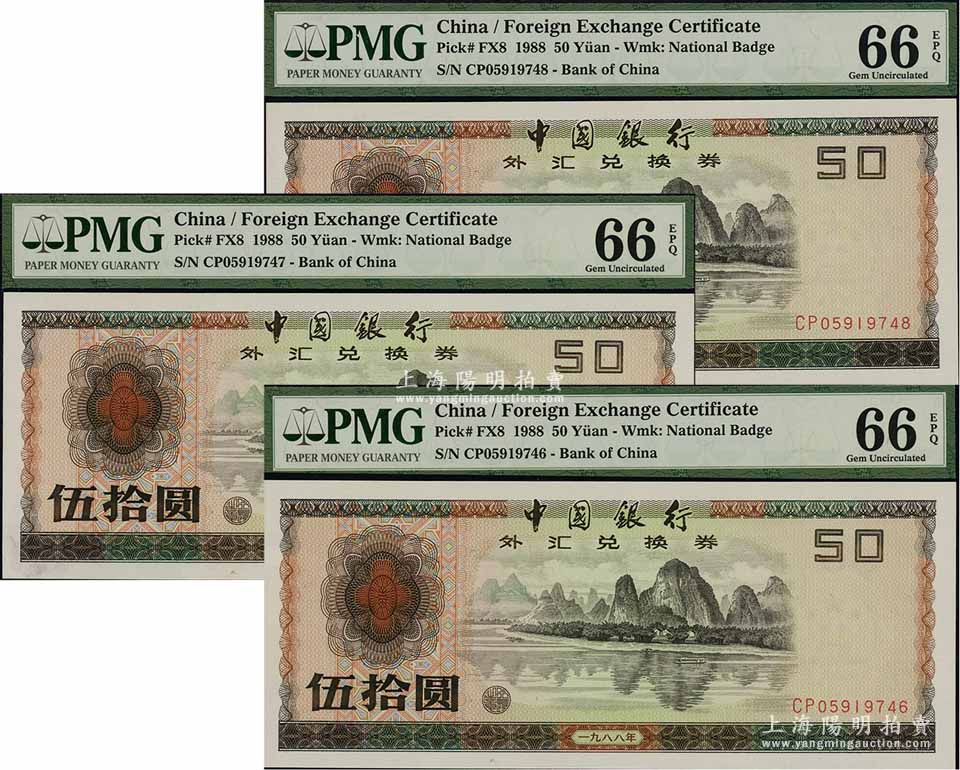 PMG
PAPER MONEY GUARANTY
China / Foreign Exchange Certificate
Pick# FX8 1988 50 Yüan - Wmk: National Badge
S/N CP05919748 - Bank of China
66
EPQ
Gem Uncirculated
中國銀行
外汇兑换券
50
CP05919748
PMG
PAPER MONEY GUARANTY
China / Foreign Exchange Certificate
Pick# FX8 1988 50 Yüan - Wmk: National Badge
S/N CP05919747 - Bank of China
66
EPQ
Gem Uncirculated
中國銀行
外汇兑换券
50
伍拾圆
上海陽明拍賣
www.yangmingauction.com
PMG
PAPER MONEY GUARANTY
China / Foreign Exchange Certificate
Pick# FX8 1988 50 Yüan - Wmk: National Badge
S/N CP05919746 - Bank of China
66
EPQ
Gem Uncirculated
中國銀行
外汇兑换券
50
伍拾圆
CP05919746
一九八八年
上海陽明拍賣
www.yangmingauction.com